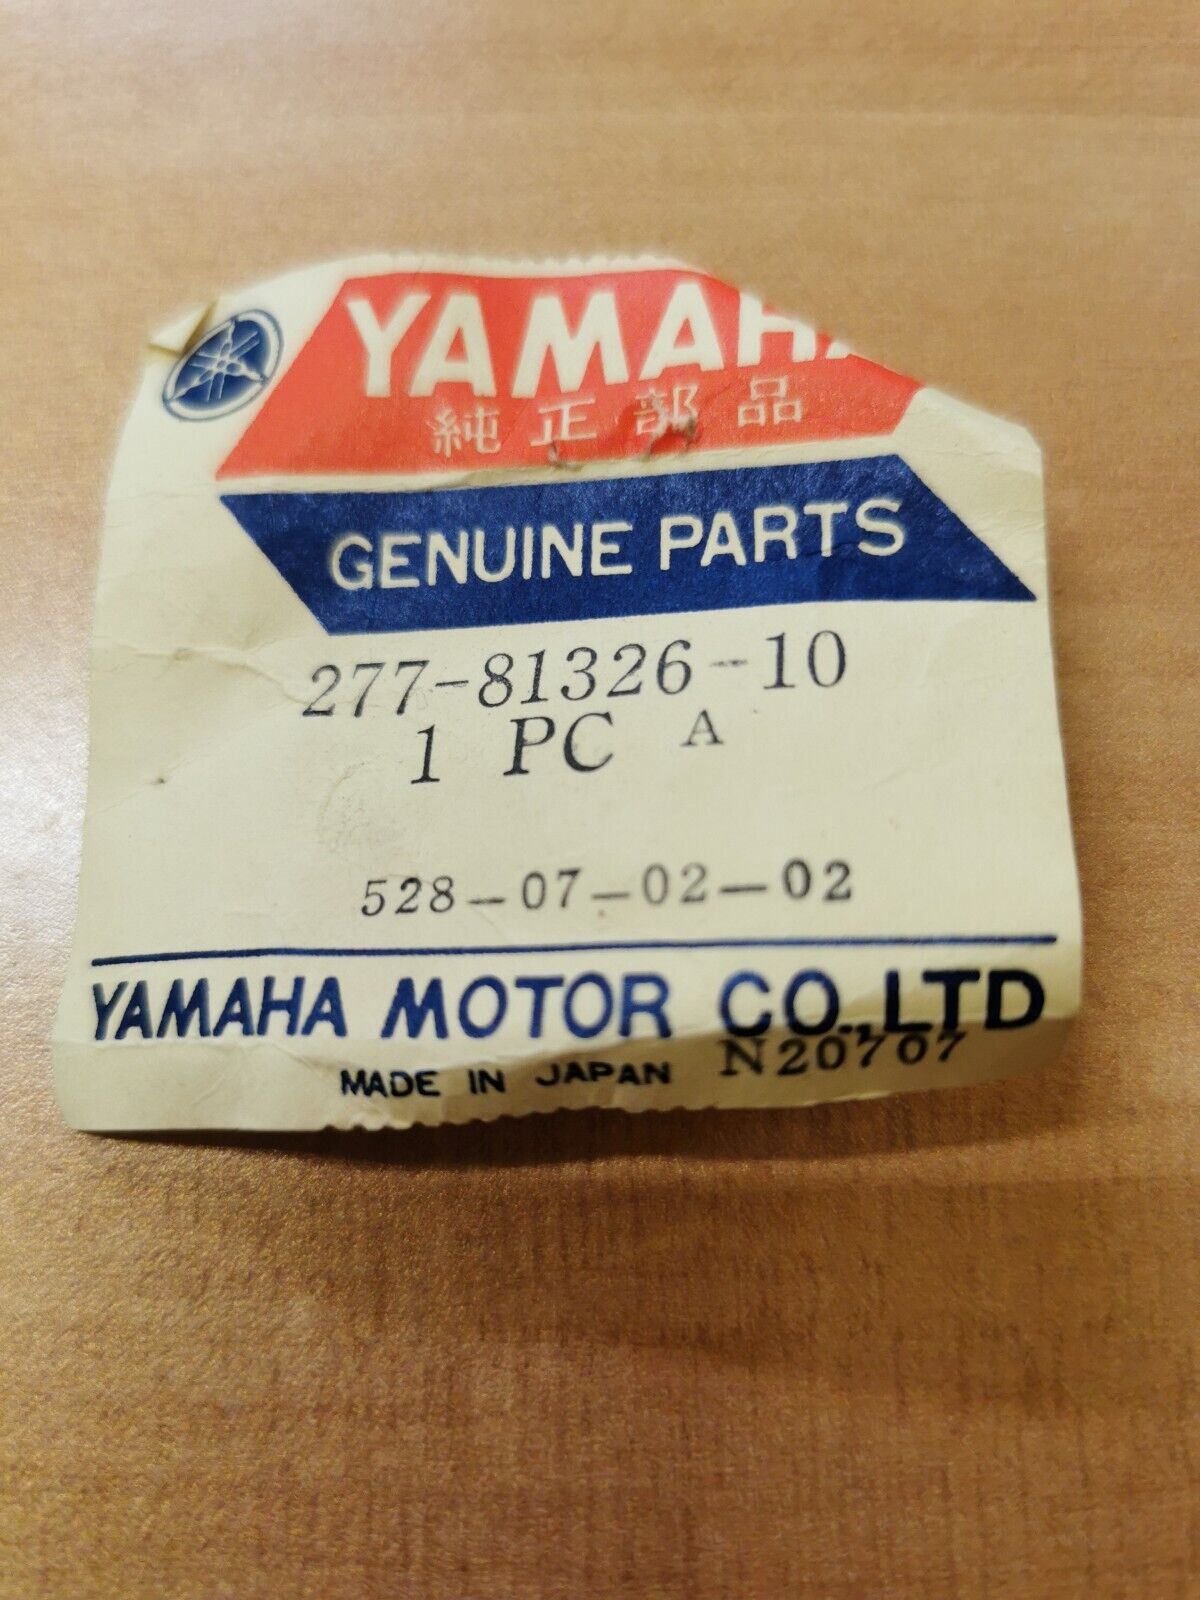 YAMAHA
純正部品
GENUINE PARTS
277-81326-10
1 PC A
528-07-02-02
YAMAHA MOTOR CO.,LTD
MADE IN JAPAN N20707